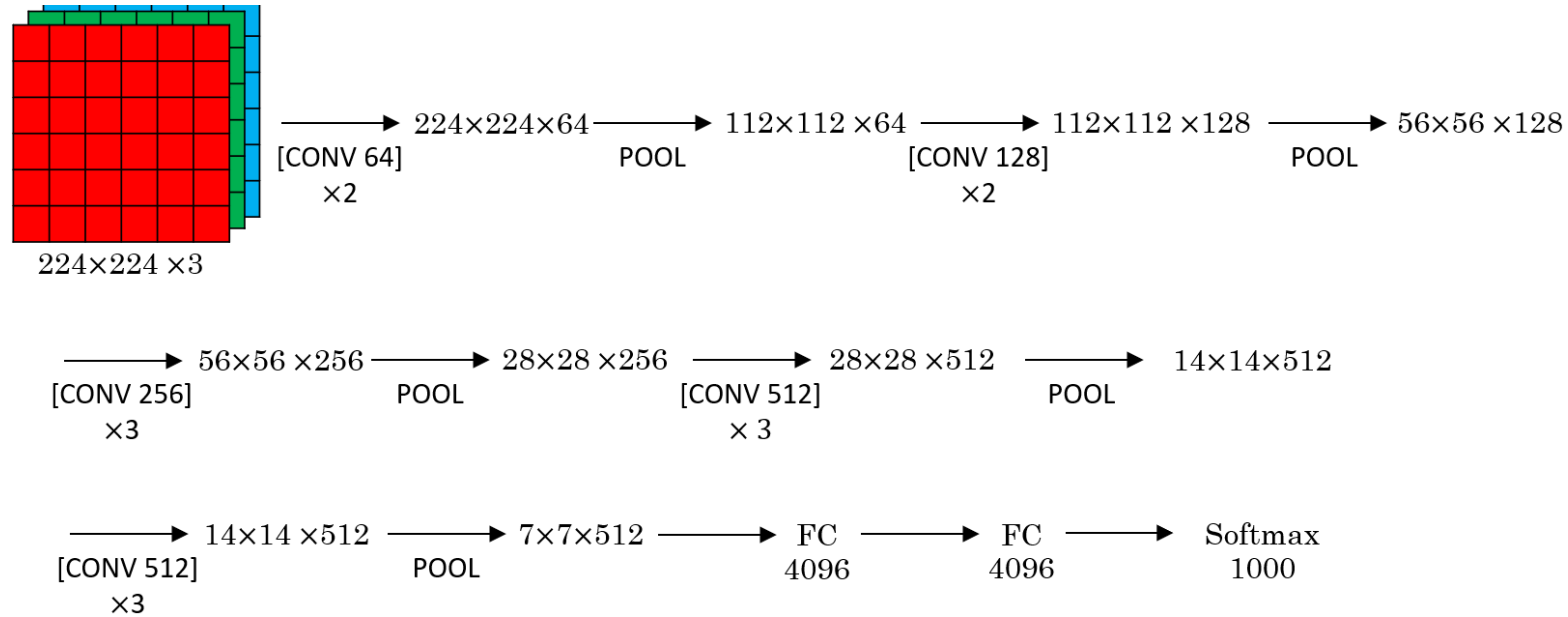 224×224×64 112×112 ×64 112×112 ×128 56×56 ×128
[CONV 64] POOL [CONV 128] POOL
×2 ×2
224×224 ×3
56×56 ×256 28×28 ×256 28×28 ×512 14×14×512
[CONV 256] POOL [CONV 512] POOL
×3 × 3
14×14 ×512 7×7×512 FC FC Softmax
[CONV 512] POOL 4096 4096 1000
×3